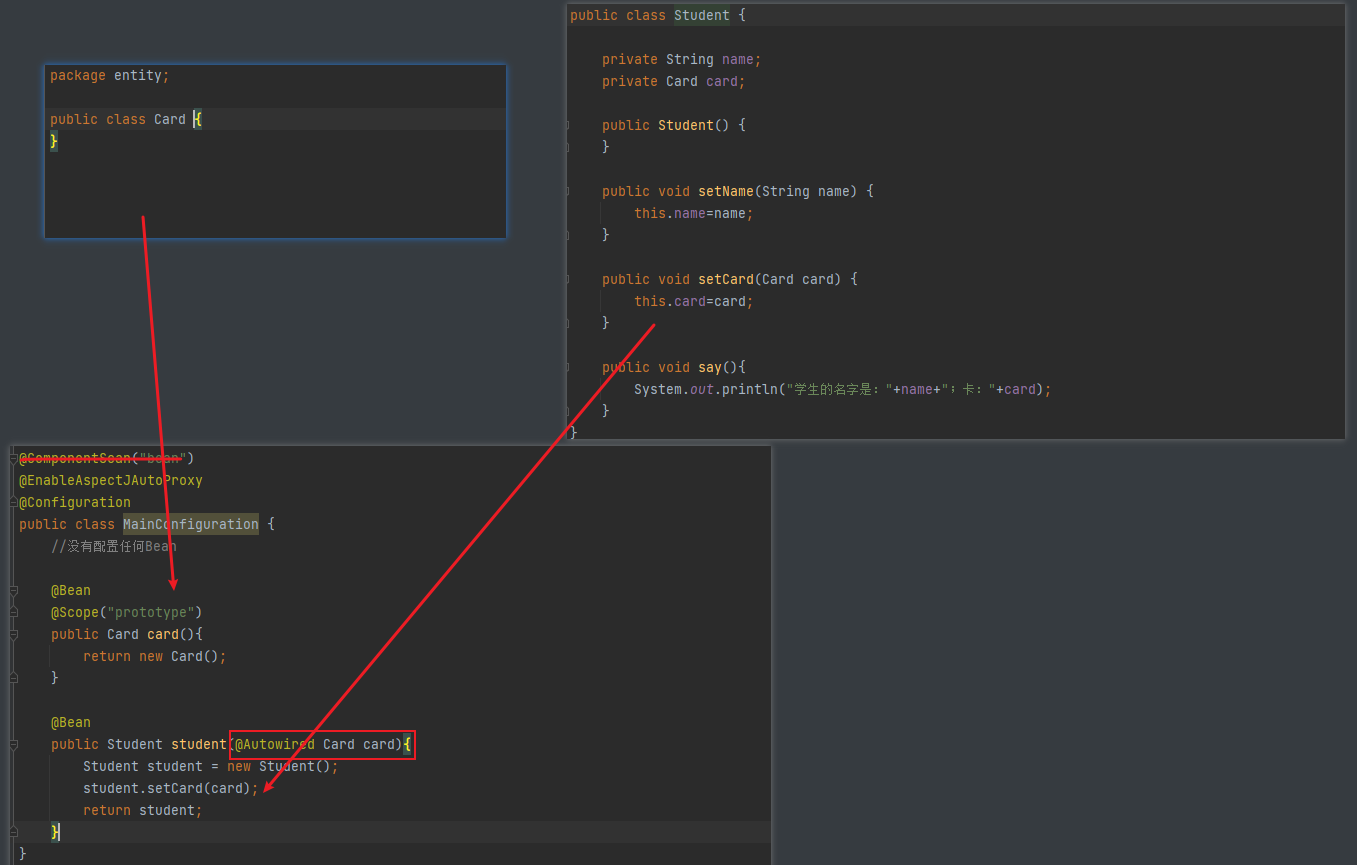 package entity;
public class Card {
}
public class Student {
private String name;
private Card card;
public Student() {
}
public void setName(String name) {
this.name=name;
}
public void setCard(Card card) {
this.card=card;
}
public void say(){
System.out.println("学生的名字是："+name+"；卡："+card);
}
}
@ComponentScan("bean")
@EnableAspectJAutoProxy
@Configuration
public class MainConfiguration {
//没有配置任何Bean
@Bean
@Scope("prototype")
public Card card(){
return new Card();
}
@Bean
public Student student(@Autowired Card card){
Student student = new Student();
student.setCard(card);
return student;
}
}